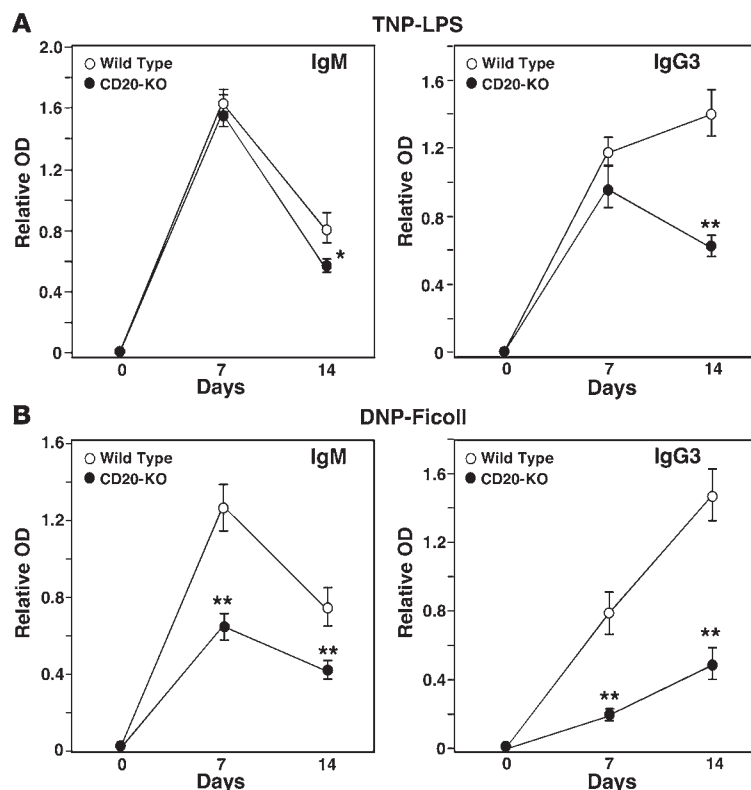 A
TNP-LPS
Wild Type
CD20-KO
IgM
Relative OD
2.0
1.6
1.2
0.8
0.4
0
*
0 7 14
Days
Wild Type
CD20-KO
IgG3
Relative OD
1.6
1.2
0.8
0.4
0
**
0 7 14
Days
B
DNP-Ficoll
Wild Type
CD20-KO
IgM
Relative OD
1.6
1.2
0.8
0.4
0
**
**
0 7 14
Days
Wild Type
CD20-KO
IgG3
Relative OD
1.6
1.2
0.8
0.4
0
**
**
0 7 14
Days